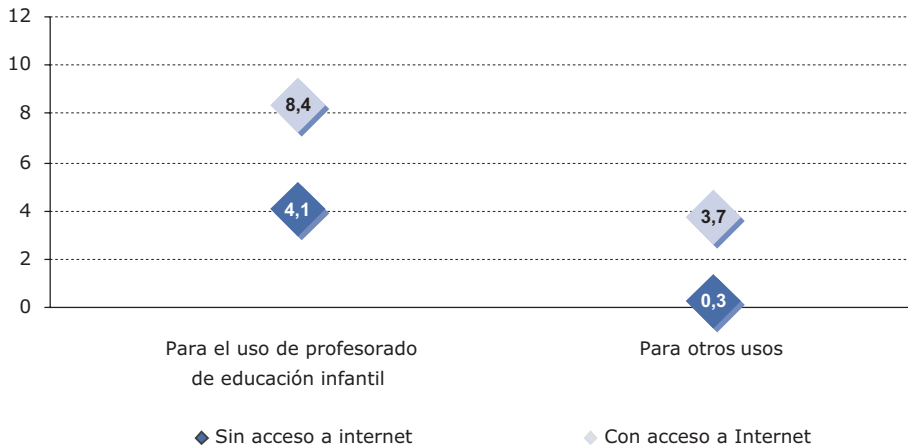 12
10
8
6
4
2
0
8,4
4,1
3,7
0,3
Para el uso de profesorado
de educación infantil
Para otros usos
Sin acceso a internet
Con acceso a Internet